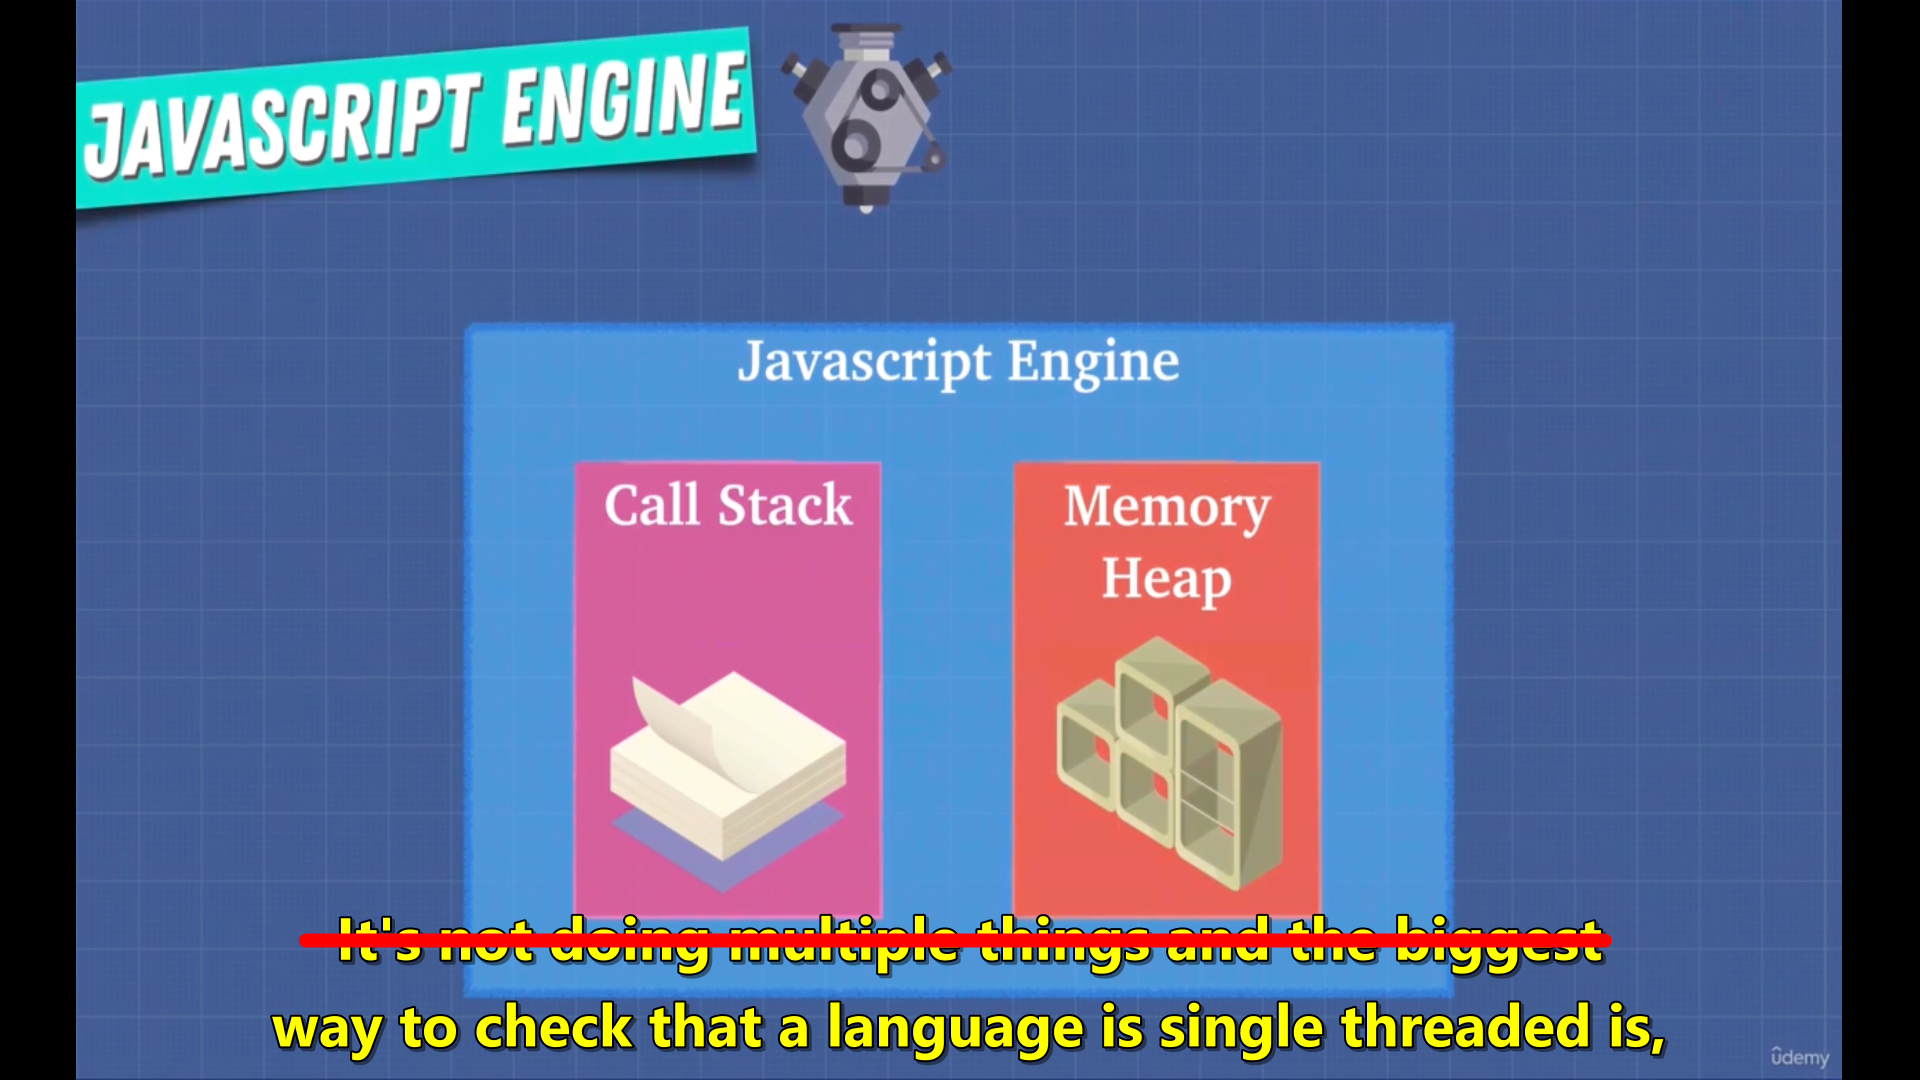 JAVASCRIPT ENGINE
Javascript Engine
Call Stack
Memory
Heap
It's not doing multiple things and the biggest
way to check that a language is single threaded is,
ûdemy